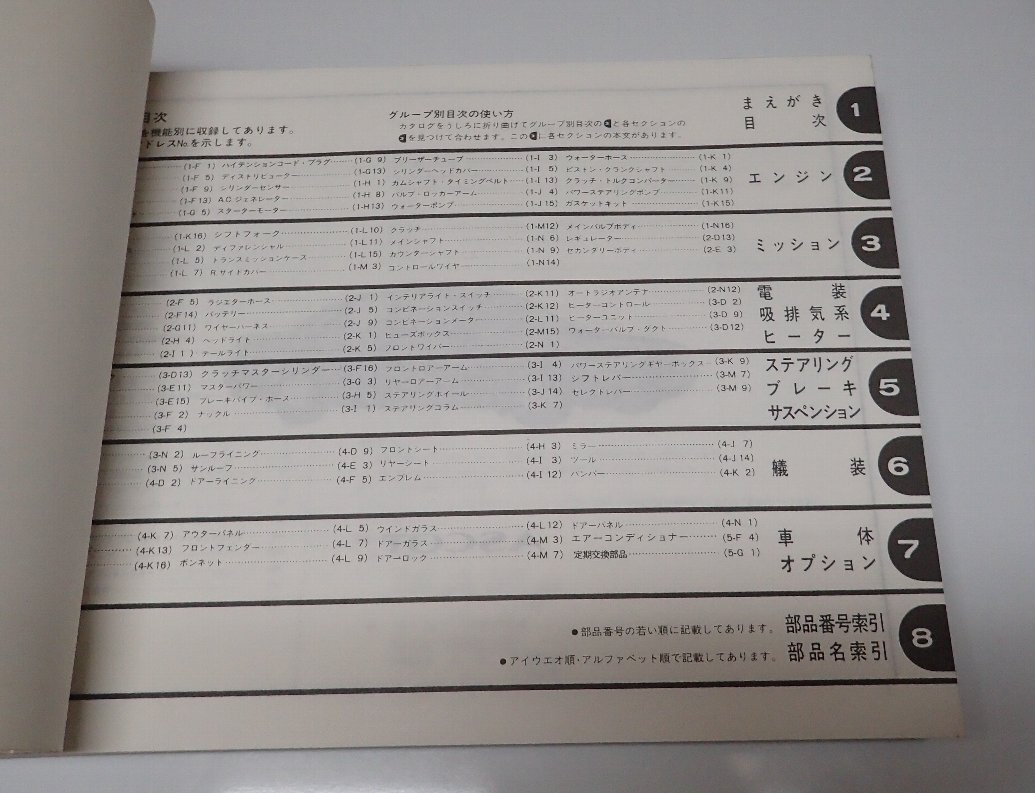 目次
機能別に収録してあります。
ドレスNo.を示します。
グループ別目次の使い方
カタログをうしろに折り曲げてグループ別目次の と各セクションの
を見つけて合わせます。この に各セクションの本文があります。
まえがき
目次
1
(1-F 1) ハイテンションコード・プラグ (1-G 9) ブリーザーチューブ (1-I 3) ウォーターホース (1-K 1)
(1-F 5) ディストリビューター (1-G13) シリンダーヘッドカバー (1-I 5) ピストン・クランクシャフト (1-K 4)
(1-F 9) シリンダーセンサー (1-H 1) カムシャフト・タイミングベルト (1-I 13) クラッチ・トルクコンバーター (1-K 9)
(1-F13) A.C.ジェネレーター (1-H 8) バルブ・ロッカーアーム (1-J 4) パワーステアリングポンプ (1-K11)
(1-G 5) スターターモーター (1-H13) ウォーターポンプ (1-J 15) ガスケットキット (1-K15)
エンジン
2
(1-K16) シフトフォーク (1-L10) クラッチ (1-M12) メインバルブボディ (1-N16)
(1-L 2) ディファレンシャル (1-L11) メインシャフト (1-N 6) レギュレーター (2-D13)
(1-L 5) トランスミッションケース (1-L15) カウンターシャフト (1-N 9) セカンダリーボディ (2-E 3)
(1-L 7) R.サイドカバー (1-M 3) コントロールワイヤ (1-N14)
ミッション
3
(2-F 5) ラジエターホース (2-J 1) インテリアライト・スイッチ (2-K11) オートラジオアンテナ (2-N12)
(2-F14) バッテリー (2-J 5) コンビネーションスイッチ (2-K12) ヒーターコントロール (3-D 2)
(2-G11) ワイヤーハーネス (2-J 9) コンビネーションメーター (2-L11) ヒーターユニット (3-D 9)
(2-H 4) ヘッドライト (2-K 1) ヒューズボックス (2-M15) ウォーターバルブ・ダクト (3-D12)
(2-I 1) テールライト (2-K 5) フロントワイパー (2-N 1)
電装
吸排気系
ヒーター
4
(3-D13) クラッチマスターシリンダー (3-F16) フロントロアーアーム (3-I 4) パワーステアリングギヤーボックス (3-K 9)
(3-E11) マスターパワー (3-G 3) リヤーロアーアーム (3-I 13) シフトレバー (3-M 7)
(3-E15) ブレーキパイプ・ホース (3-H 5) ステアリングホイール (3-J 14) セレクトレバー (3-M 9)
(3-F 2) ナックル (3-I 1) ステアリングコラム (3-K 7)
(3-F 4)
ステアリング
ブレーキ
サスペンション
5
(3-N 2) ルーフライニング (4-D 9) フロントシート (4-H 3) ミラー (4-J 7)
(3-N 5) サンルーフ (4-E 3) リヤーシート (4-I 3) ツール (4-J 14)
(4-D 2) ドアーライニング (4-F 5) エンブレム (4-I 12) バンパー (4-K 2)
艤装
6
(4-K 7) アウターパネル (4-L 5) ウインドガラス (4-L12) ドアーパネル (4-N 1)
(4-K13) フロントフェンダー (4-L 7) ドアーガラス (4-M 3) エアーコンディショナー (5-F 4)
(4-K16) ボンネット (4-L 9) ドアーロック (4-M 7) 定期交換部品 (5-G 1)
車体
オプション
7
●部品番号の若い順に記載してあります。 部品番号索引
●アイウエオ順・アルファベット順で記載してあります。 部品名索引
8